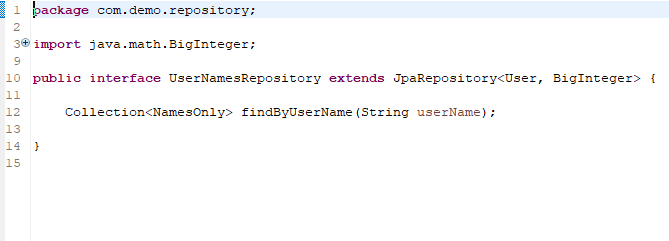 1 package com.demo.repository;
2
3 import java.math.BigInteger;
9
10 public interface UserNamesRepository extends JpaRepository<User, BigInteger> {
11
12 Collection<NamesOnly> findByUserName(String userName);
13
14 }
15